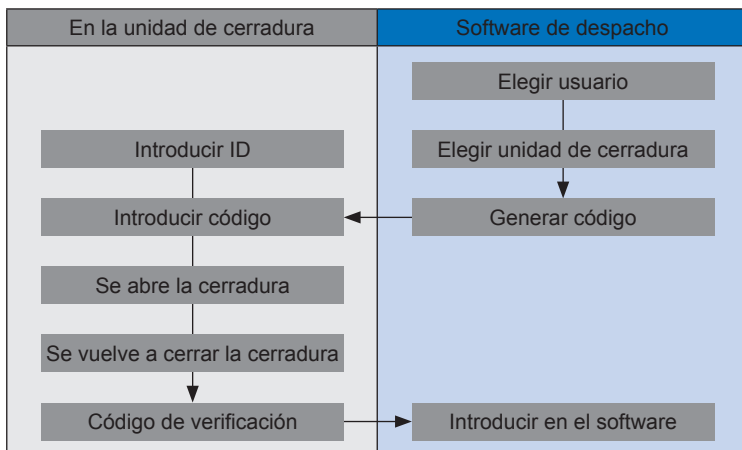 En la unidad de cerradura
Software de despacho
Elegir usuario
Introducir ID
Elegir unidad de cerradura
Introducir código
Generar código
Se abre la cerradura
Se vuelve a cerrar la cerradura
Código de verificación
Introducir en el software